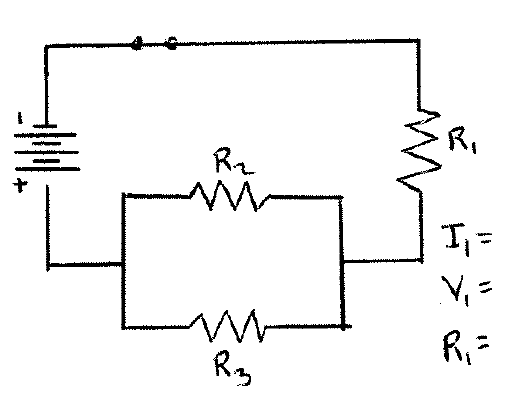 -
+
R2
R1
R3
I1=
V1=
R1=